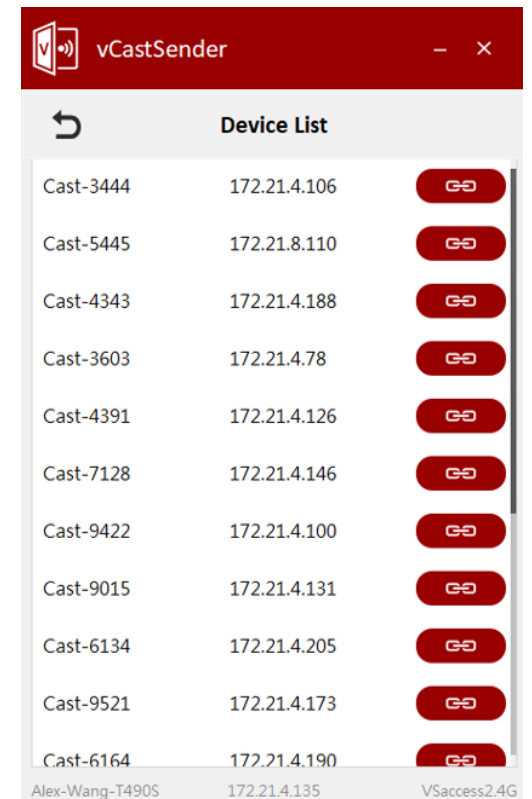 V vCastSender
Device List
Cast-3444 172.21.4.106
Cast-5445 172.21.8.110
Cast-4343 172.21.4.188
Cast-3603 172.21.4.78
Cast-4391 172.21.4.126
Cast-7128 172.21.4.146
Cast-9422 172.21.4.100
Cast-9015 172.21.4.131
Cast-6134 172.21.4.205
Cast-9521 172.21.4.173
Cast-6164 172.21.4.190
Alex-Wang-T490S 172.21.4.135 VSaccess2.4G